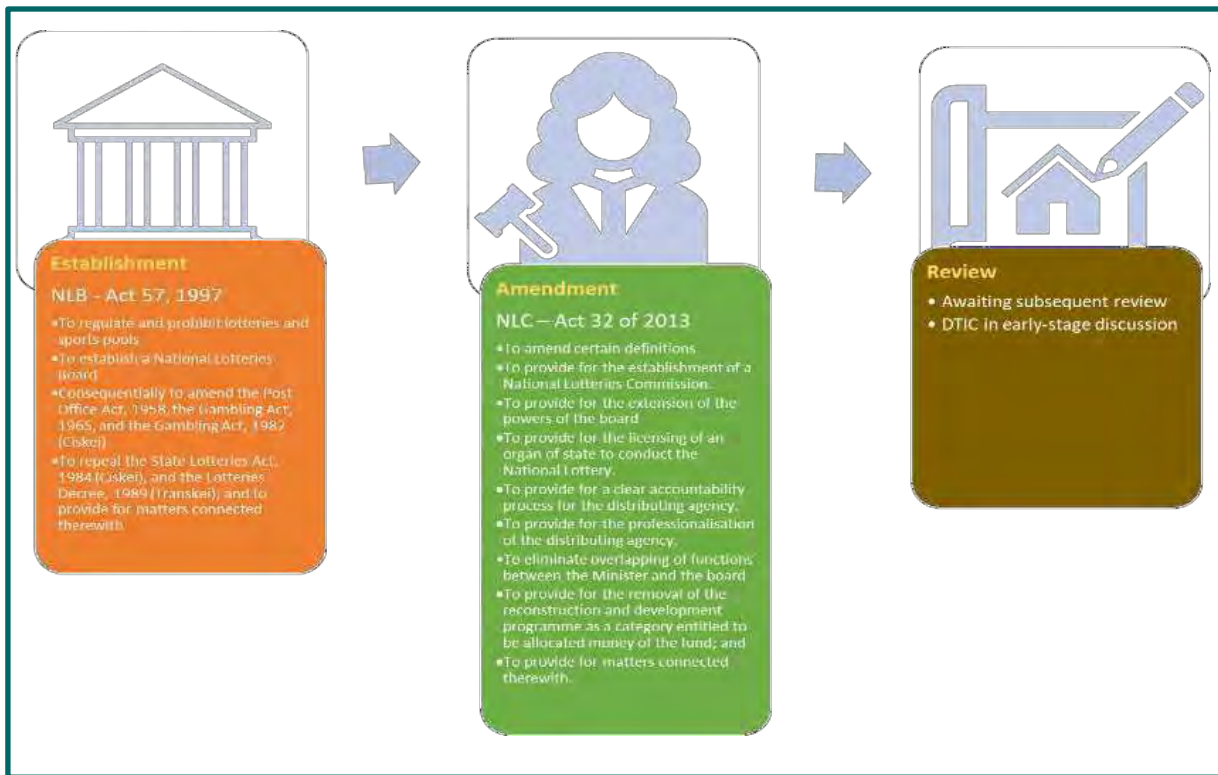 Establishment
NLB - Act 57, 1997
•To regulate and prohibit lotteries and
sports pools
•To establish a National Lotteries
Board
•Consequentially to amend the Post
Office Act, 1958, the Gambling Act,
1965, and the Gambling Act, 1982
(Ciskei)
•To repeal the State Lotteries Act,
1984 (Ciskei), and the Lotteries
Decree, 1989 (Transkei); and to
provide for matters connected
therewith
Amendment
NLC – Act 32 of 2013
•To amend certain definitions
•To provide for the establishment of a
National Lotteries Commission.
•To provide for the extension of the
powers of the board
•To provide for the licensing of an
organ of state to conduct the
National Lottery.
•To provide for a clear accountability
process for the distributing agency.
•To provide for the professionalisation
of the distributing agency.
•To eliminate overlapping of functions
between the Minister and the board
•To provide for the removal of the
reconstruction and development
programme as a category entitled to
be allocated money of the fund; and
•To provide for matters connected
therewith.
Review
• Awaiting subsequent review
• DTIC in early-stage discussion